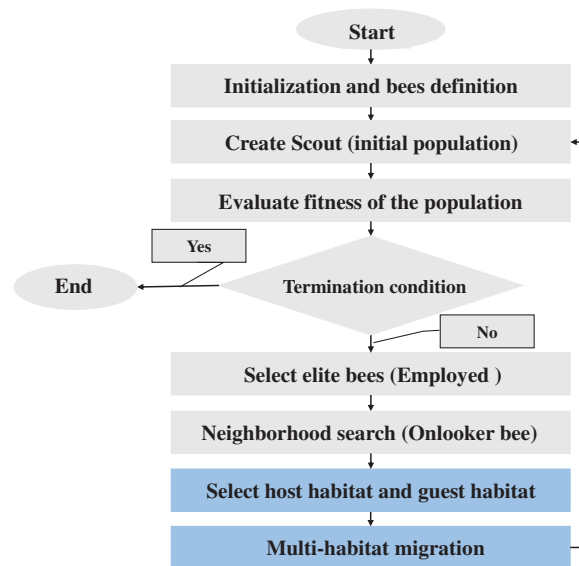 Start
Initialization and bees definition
Create Scout (initial population)
Evaluate fitness of the population
Yes
End
Termination condition
No
Select elite bees (Employed )
Neighborhood search (Onlooker bee)
Select host habitat and guest habitat
Multi-habitat migration